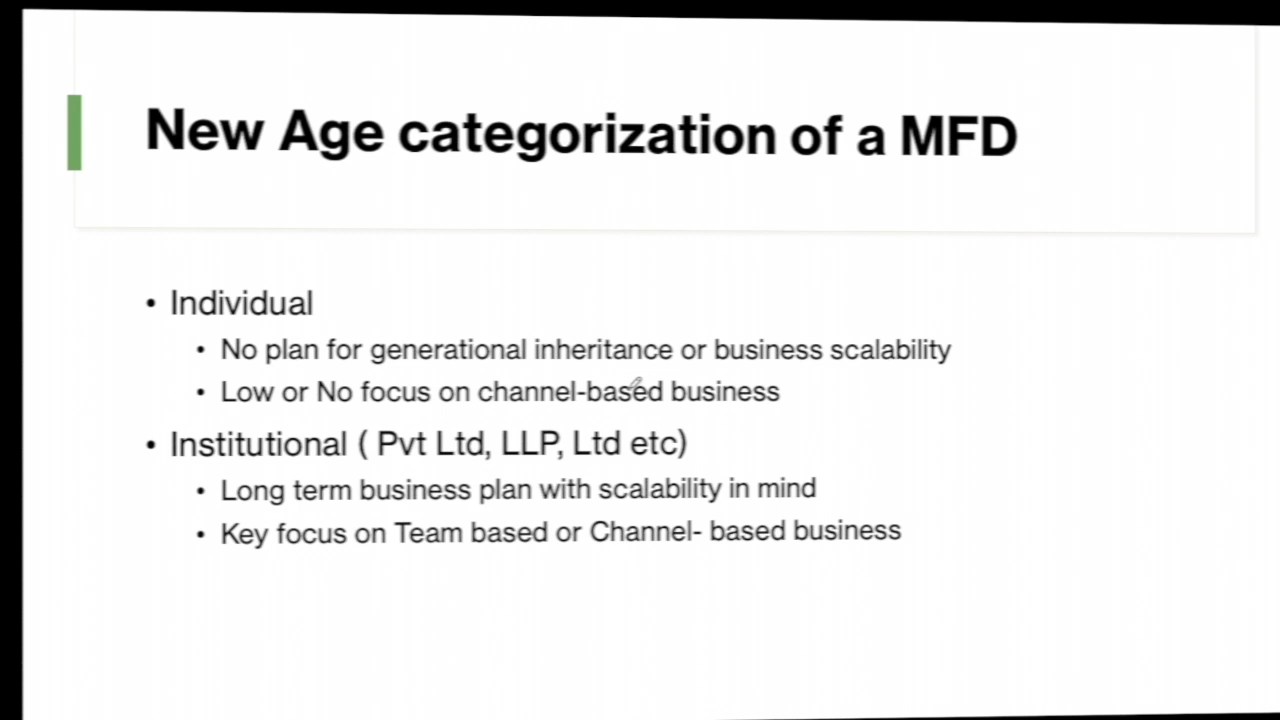 New Age categorization of a MFD
• Individual
• No plan for generational inheritance or business scalability
• Low or No focus on channel-based business
• Institutional ( Pvt Ltd, LLP, Ltd etc)
• Long term business plan with scalability in mind
• Key focus on Team based or Channel- based business